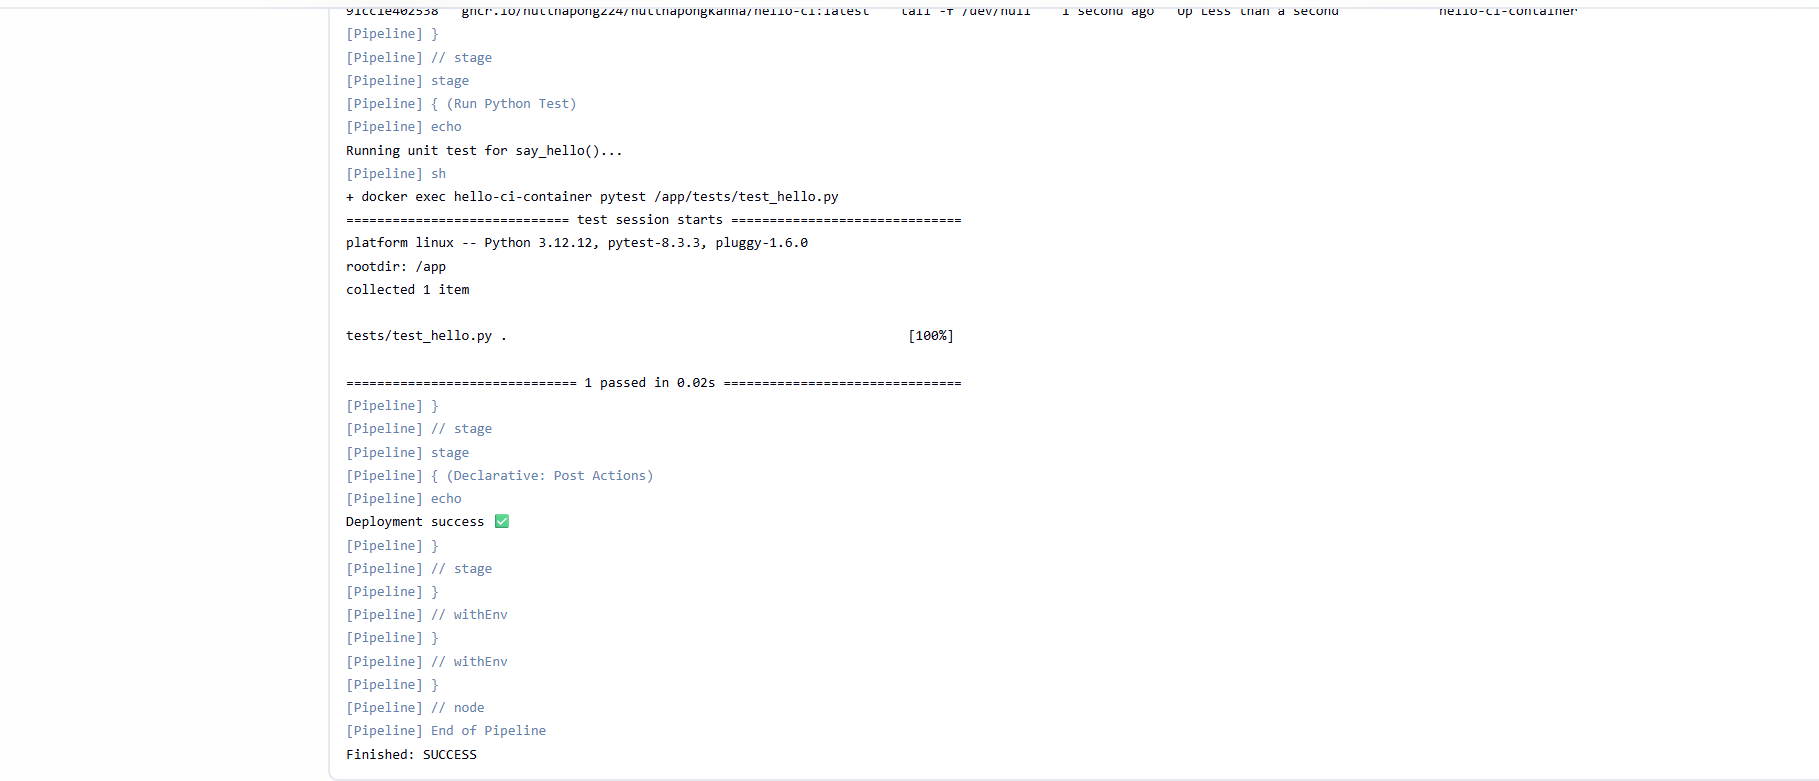 91cc1e402538 ghcr.io/nutthapong224/nutthapongkanha/hello-ci:latest "tail -f /dev/null" 1 second ago Up Less than a second hello-ci-container
[Pipeline] }
[Pipeline] // stage
[Pipeline] stage
[Pipeline] { (Run Python Test)
[Pipeline] echo
Running unit test for say_hello()...
[Pipeline] sh
+ docker exec hello-ci-container pytest /app/tests/test_hello.py
============================= test session starts ==============================
platform linux -- Python 3.12.12, pytest-8.3.3, pluggy-1.6.0
rootdir: /app
collected 1 item
tests/test_hello.py . [100%]
============================== 1 passed in 0.02s ===============================
[Pipeline] }
[Pipeline] // stage
[Pipeline] stage
[Pipeline] { (Declarative: Post Actions)
[Pipeline] echo
Deployment success ✅
[Pipeline] }
[Pipeline] // stage
[Pipeline] }
[Pipeline] // withEnv
[Pipeline] }
[Pipeline] // withEnv
[Pipeline] }
[Pipeline] // node
[Pipeline] End of Pipeline
Finished: SUCCESS